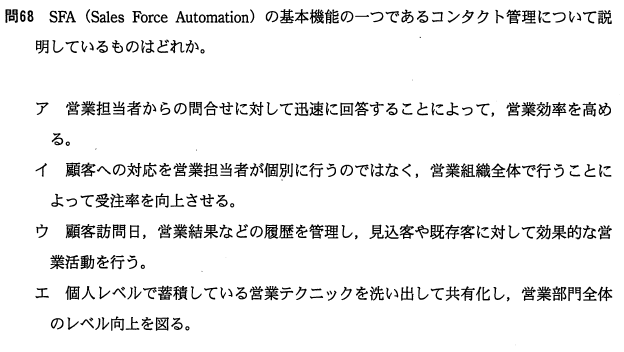 問68　SFA（Sales Force Automation）の基本機能の一つであるコンタクト管理について説
明しているものはどれか。
ア　営業担当者からの問合せに対して迅速に回答することによって，営業効率を高め
る。
イ　顧客への対応を営業担当者が個別に行うのではなく，営業組織全体で行うことに
よって受注率を向上させる。
ウ　顧客訪問日，営業結果などの履歴を管理し，見込客や既存客に対して効果的な営
業活動を行う。
エ　個人レベルで蓄積している営業テクニックを洗い出して共有化し，営業部門全体
のレベル向上を図る。